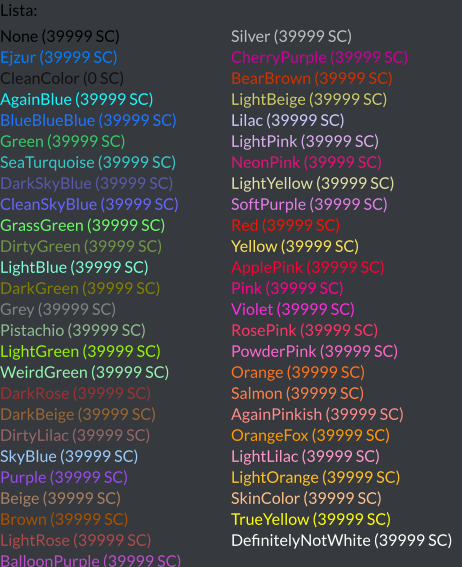 Lista:
None (39999 SC)
Ejzur (39999 SC)
CleanColor (0 SC)
AgainBlue (39999 SC)
BlueBlueBlue (39999 SC)
Green (39999 SC)
SeaTurquoise (39999 SC)
DarkSkyBlue (39999 SC)
CleanSkyBlue (39999 SC)
GrassGreen (39999 SC)
DirtyGreen (39999 SC)
LightBlue (39999 SC)
DarkGreen (39999 SC)
Grey (39999 SC)
Pistachio (39999 SC)
LightGreen (39999 SC)
WeirdGreen (39999 SC)
DarkRose (39999 SC)
DarkBeige (39999 SC)
DirtyLilac (39999 SC)
SkyBlue (39999 SC)
Purple (39999 SC)
Beige (39999 SC)
Brown (39999 SC)
LightRose (39999 SC)
BalloonPurple (39999 SC)
Silver (39999 SC)
CherryPurple (39999 SC)
BearBrown (39999 SC)
LightBeige (39999 SC)
Lilac (39999 SC)
LightPink (39999 SC)
NeonPink (39999 SC)
LightYellow (39999 SC)
SoftPurple (39999 SC)
Red (39999 SC)
Yellow (39999 SC)
ApplePink (39999 SC)
Pink (39999 SC)
Violet (39999 SC)
RosePink (39999 SC)
PowderPink (39999 SC)
Orange (39999 SC)
Salmon (39999 SC)
AgainPinkish (39999 SC)
OrangeFox (39999 SC)
LightLilac (39999 SC)
LightOrange (39999 SC)
SkinColor (39999 SC)
TrueYellow (39999 SC)
DefinitelyNotWhite (39999 SC)